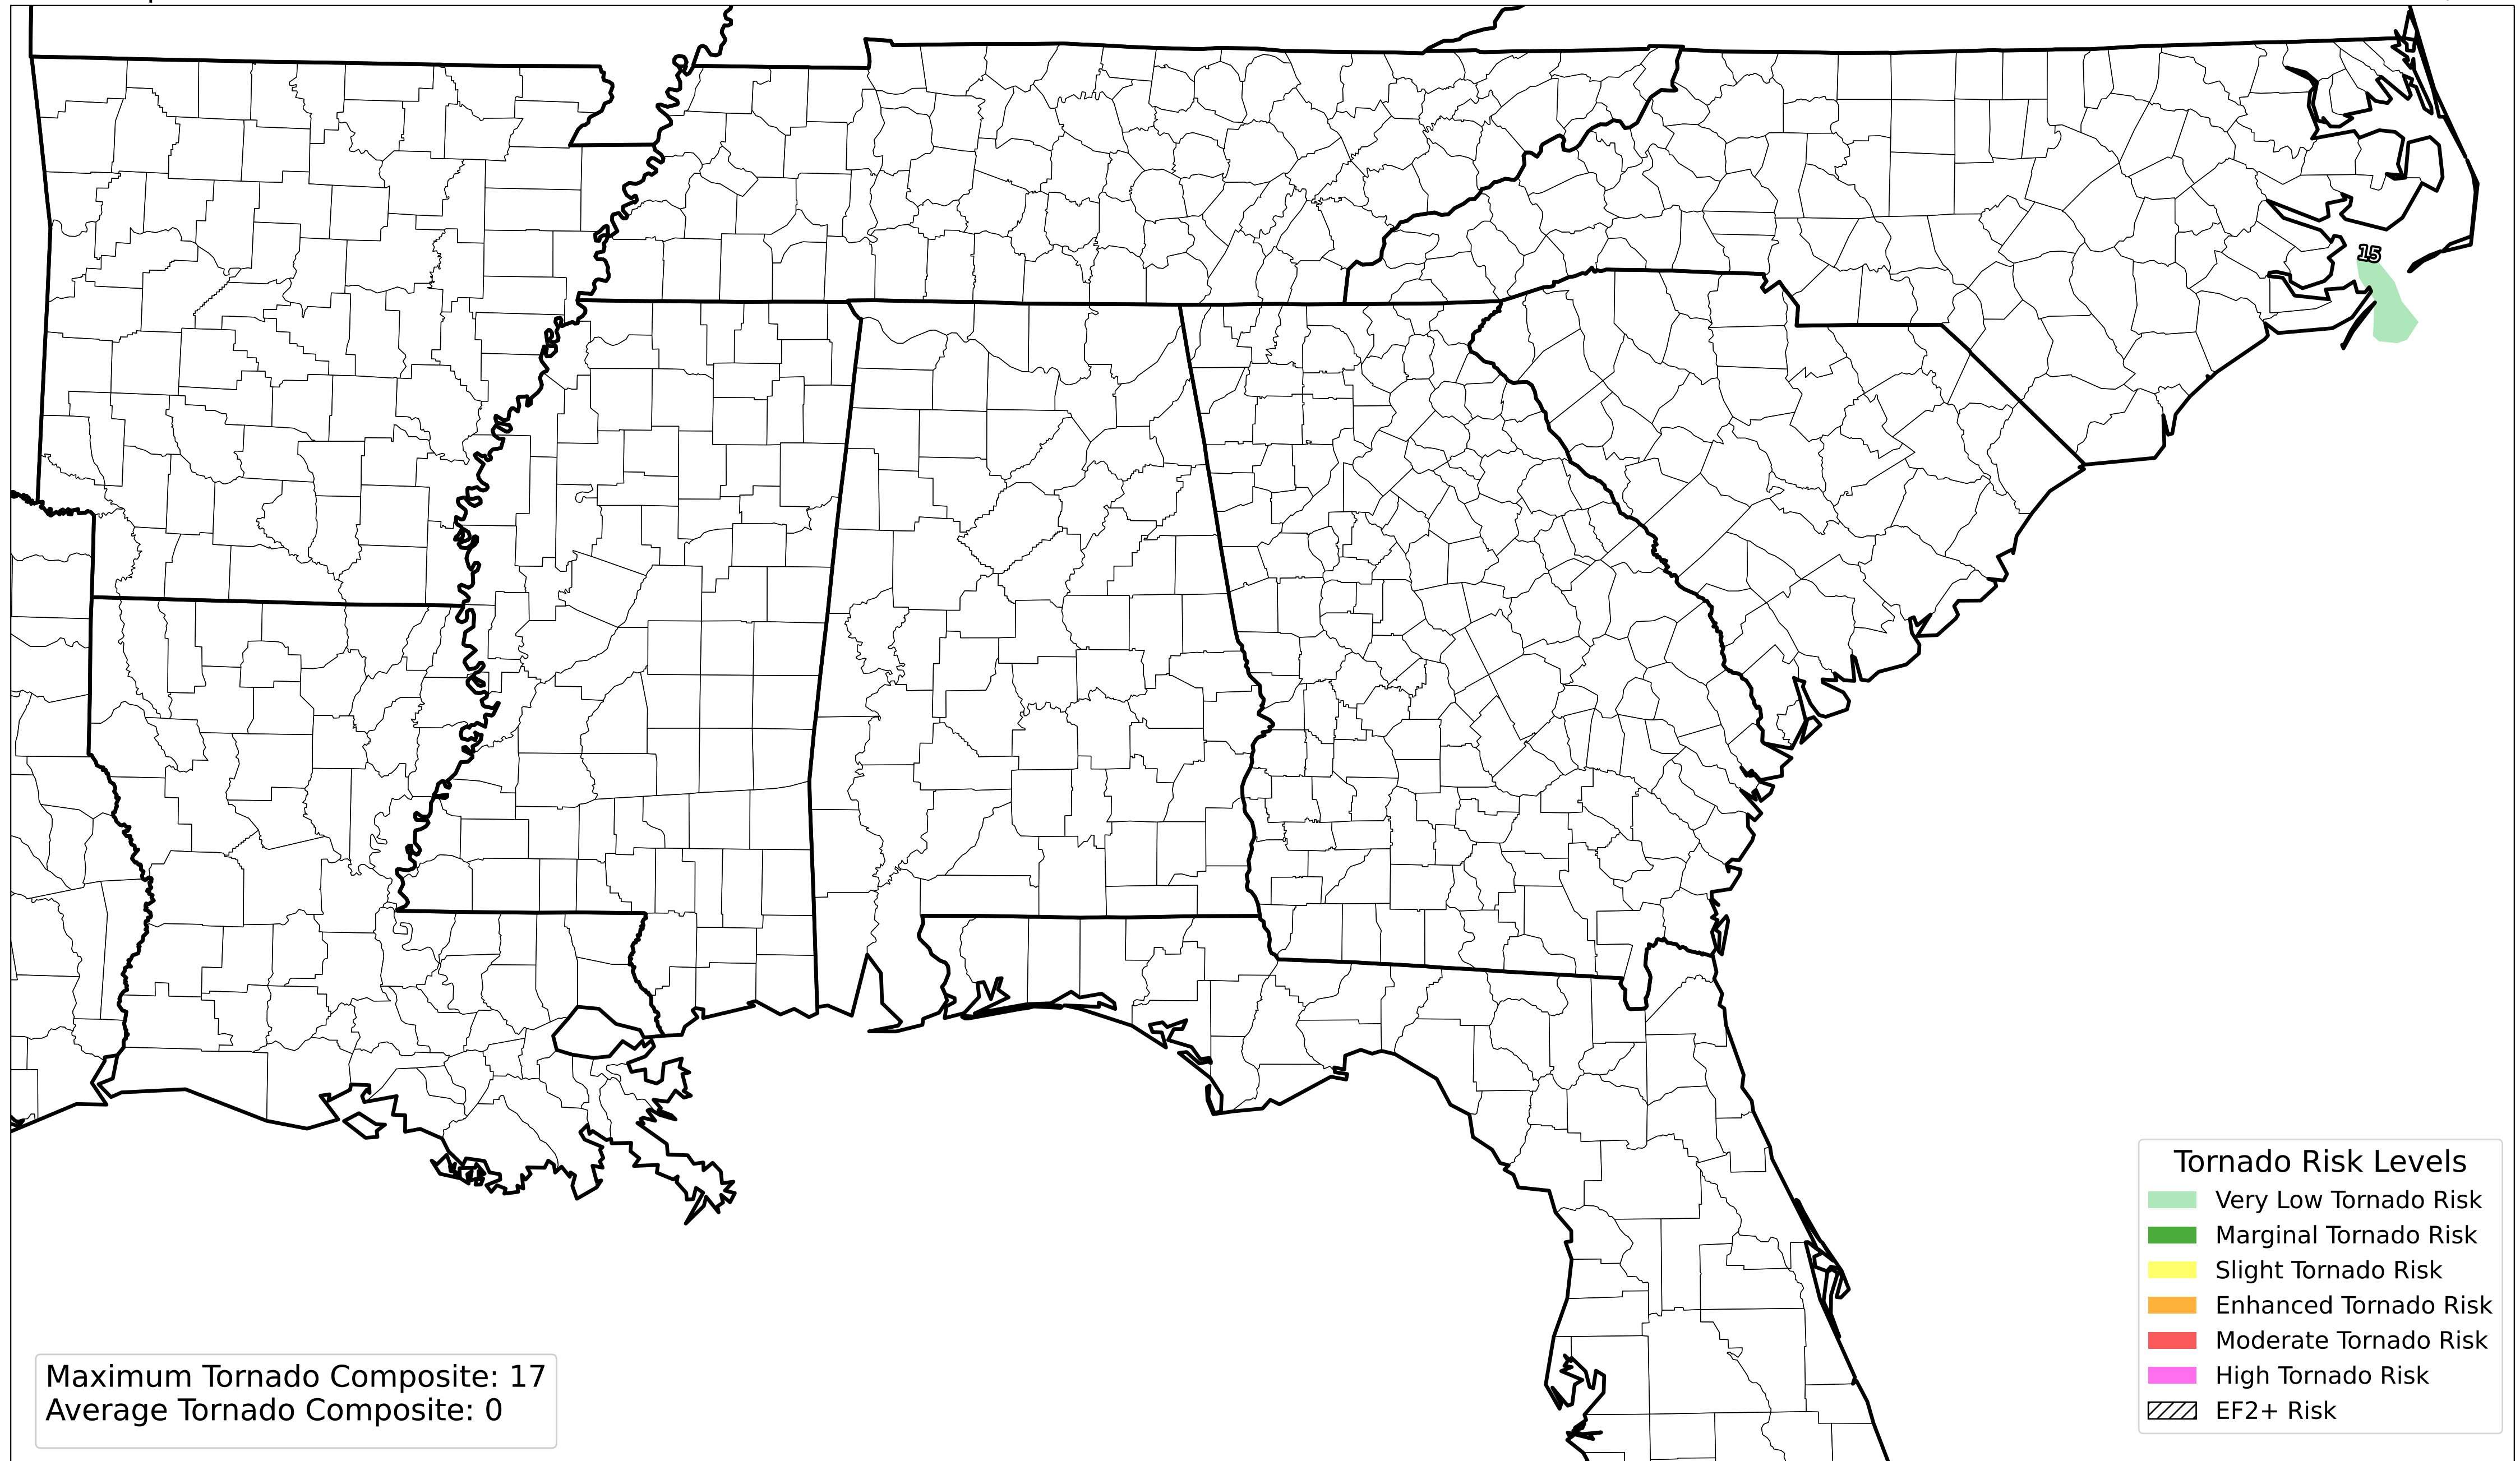 15
Tornado Risk Levels
Very Low Tornado Risk
Marginal Tornado Risk
Slight Tornado Risk
Enhanced Tornado Risk
Moderate Tornado Risk
High Tornado Risk
EF2+ Risk
Maximum Tornado Composite: 17
Average Tornado Composite: 0